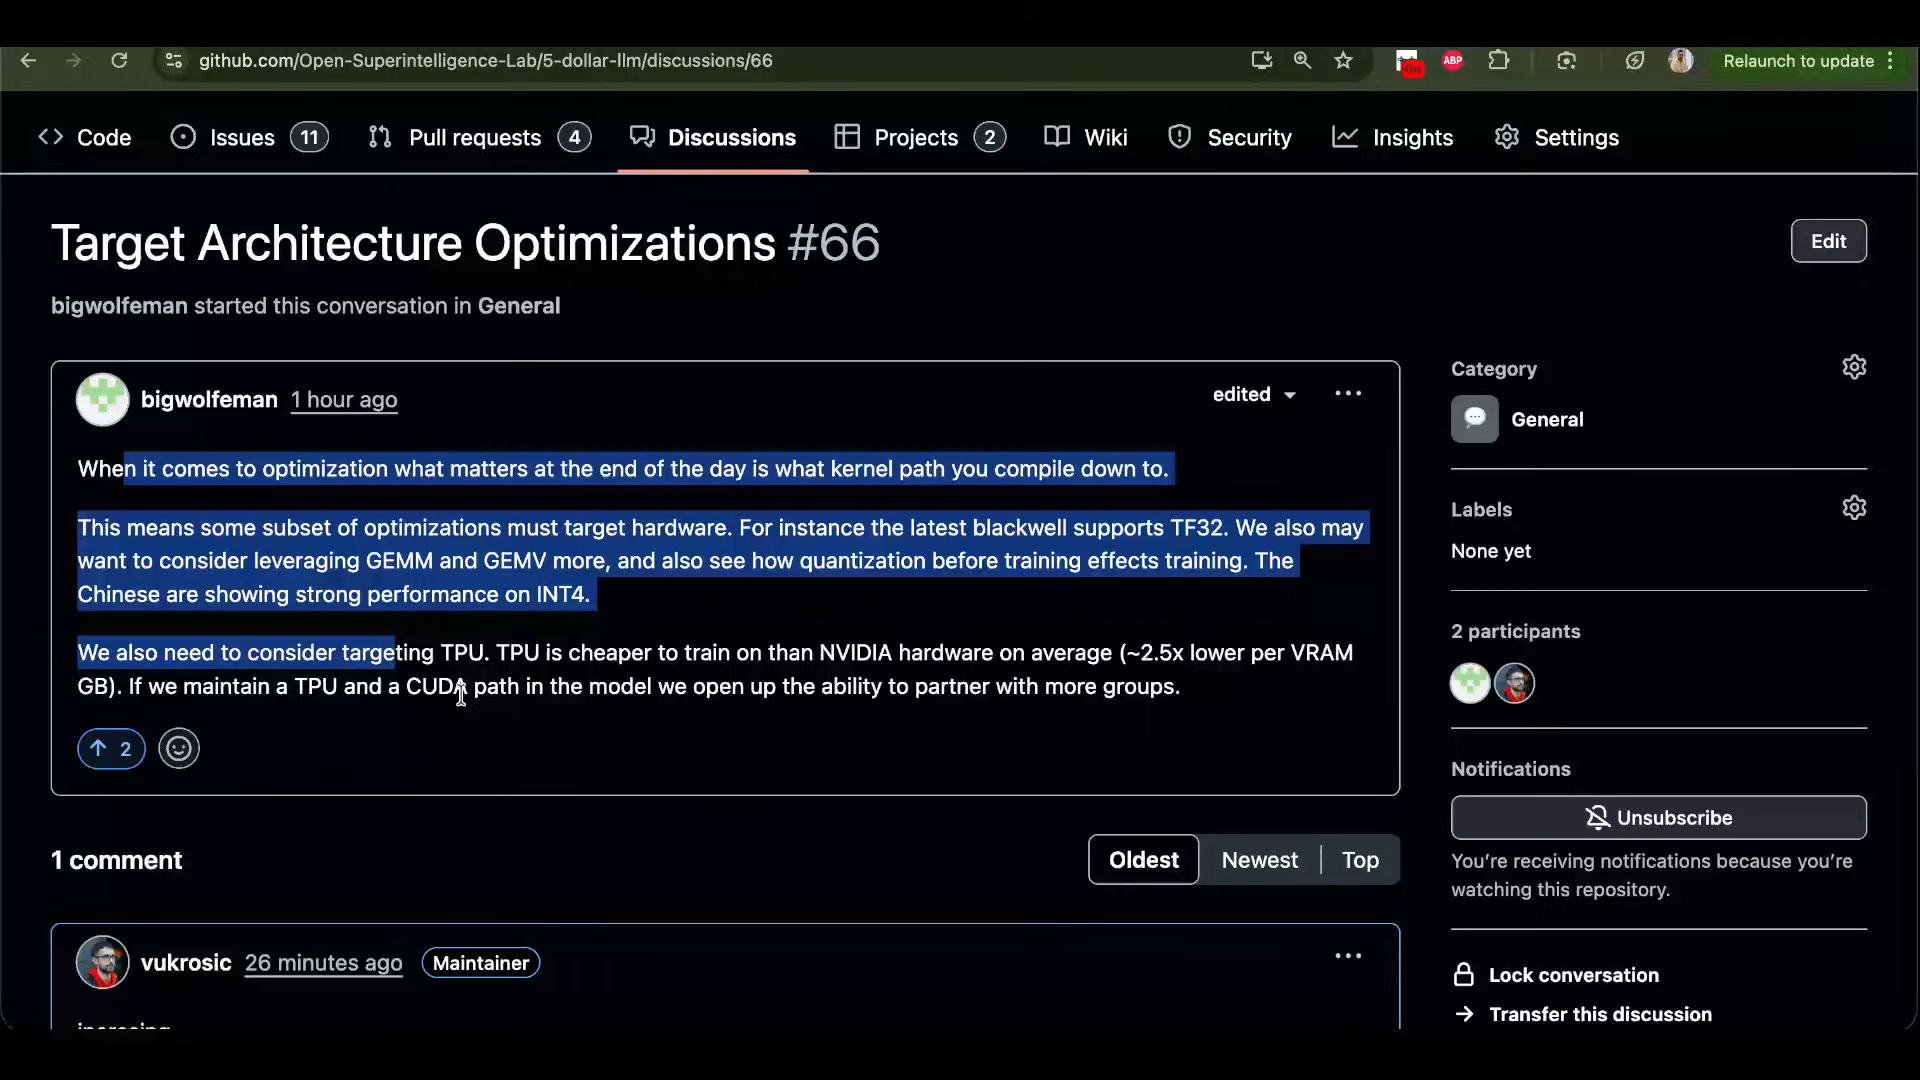 github.com/Open-Superintelligence-Lab/5-dollar-llm/discussions/66
On
ABP
Relaunch to update
Code
Issues 11
Pull requests 4
Discussions
Projects 2
Wiki
Security
Insights
Settings
Target Architecture Optimizations #66
Edit
bigwolfeman started this conversation in General
bigwolfeman 1 hour ago
edited
When it comes to optimization what matters at the end of the day is what kernel path you compile down to.
This means some subset of optimizations must target hardware. For instance the latest blackwell supports TF32. We also may
want to consider leveraging GEMM and GEMV more, and also see how quantization before training effects training. The
Chinese are showing strong performance on INT4.
We also need to consider targeting TPU. TPU is cheaper to train on than NVIDIA hardware on average (~2.5x lower per VRAM
GB). If we maintain a TPU and a CUDA path in the model we open up the ability to partner with more groups.
2
1 comment
Oldest
Newest
Top
vukrosic 26 minutes ago
Maintainer
Category
General
Labels
None yet
2 participants
Notifications
Unsubscribe
You're receiving notifications because you're
watching this repository.
Lock conversation
Transfer this discussion